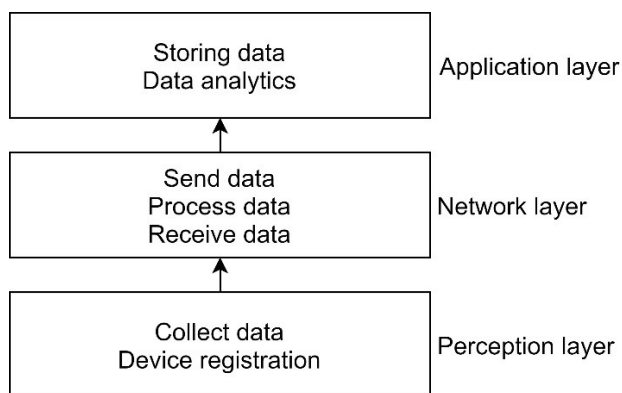 Storing data
Data analytics
Application layer
Send data
Process data
Receive data
Network layer
Collect data
Device registration
Perception layer